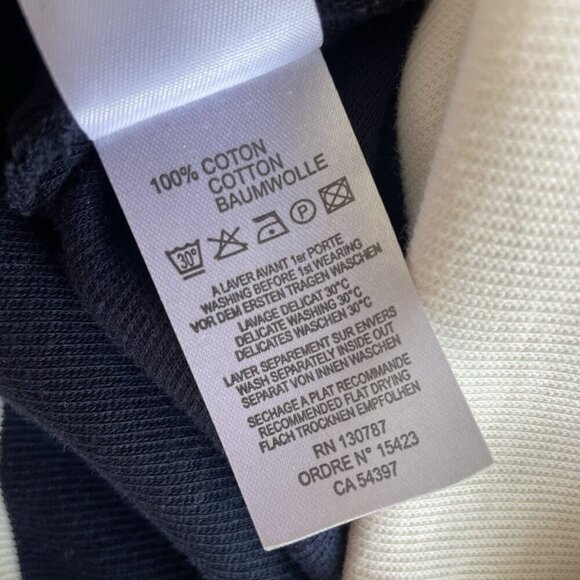 100% COTON
COTTON
BAUMWOLLE
30° P
A LAVER AVANT 1er PORTE
WASHING BEFORE 1st WEARING
VOR DEM ERSTEN TRAGEN WASCHEN
LAVAGE DELICAT 30°C
DELICATE WASHING 30°C
DELICATES WASCHEN 30°C
LAVER SEPAREMENT SUR ENVERS
WASH SEPARATELY INSIDE OUT
SEPARAT VON INNEN WASCHEN
SECHAGE A PLAT RECOMMANDE
RECOMMENDED FLAT DRYING
FLACH TROCKNEN EMPFOLEN
RN 130787
ORDRE N° 15423
CA 54397